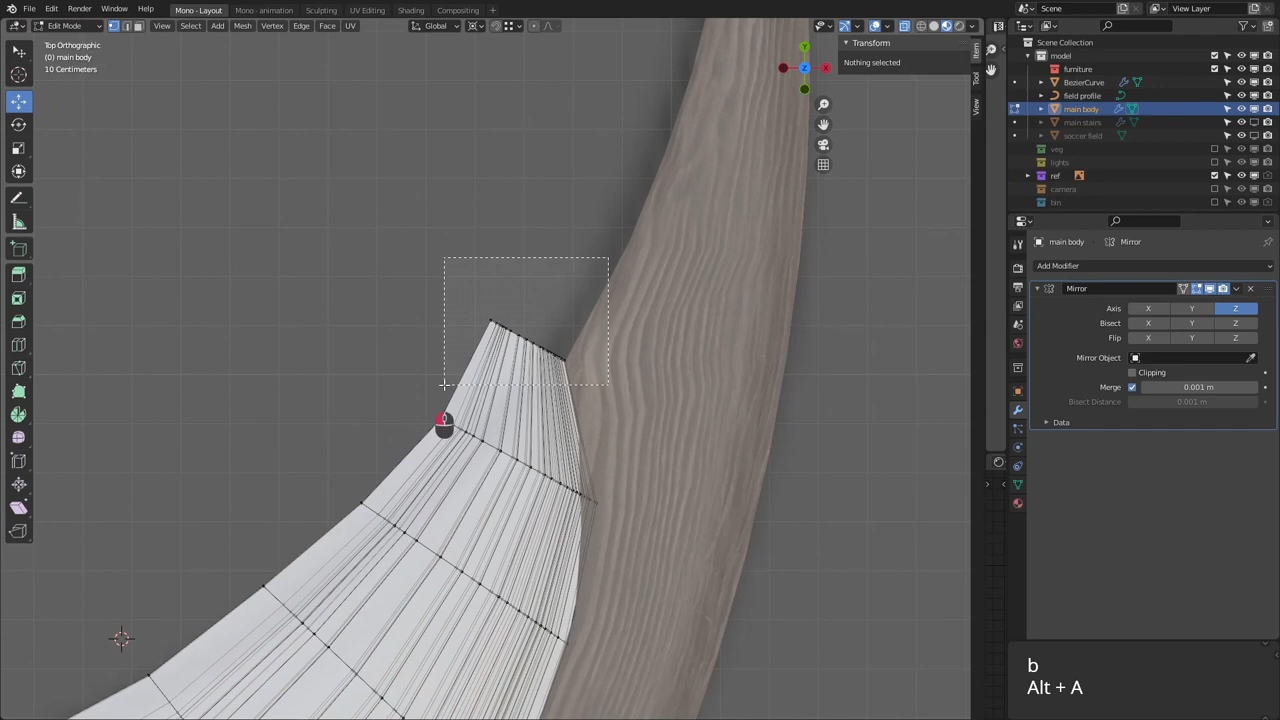 File Edit Render Window Help
Mono - Layout Mono - animation Sculpting UV Editing Shading Compositing
Scene
View Layer
Edit Mode
View Select Add Mesh Vertex Edge Face UV
Global
Top Orthographic
(0) main body
10 Centimeters
Transform
Nothing selected
Item
Tool
View
Y
Z
X
Scene Collection
model
furniture
BezierCurve
field profile
main body
main stairs
soccer field
veg
lights
ref
camera
bin
main body
Mirror
Add Modifier
Mirror
Axis X Y Z
Bisect X Y Z
Flip X Y Z
Mirror Object
Clipping
Merge 0.001 m
Bisect Distance 0.001 m
Data
b
Alt + A